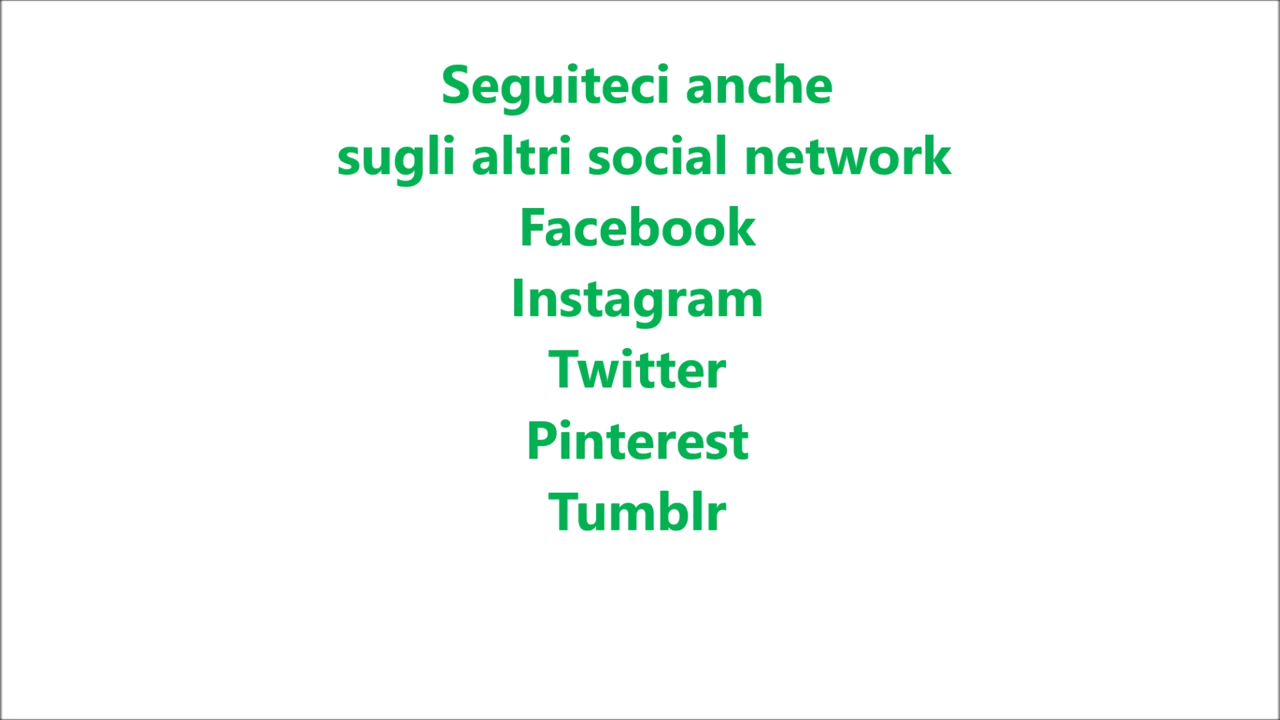 Seguiteci anche
sugli altri social network
Facebook
Instagram
Twitter
Pinterest
Tumblr